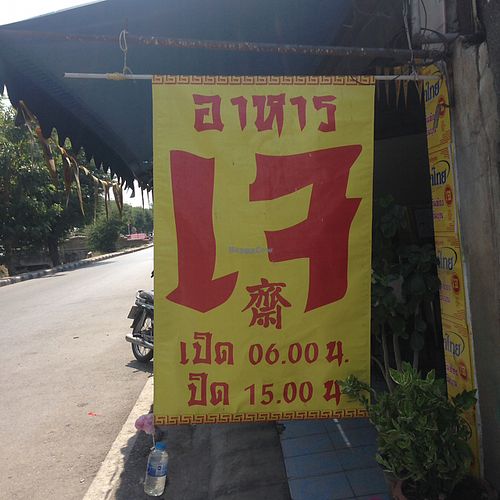 อาหาร
เจ
齋
เปิด 06.00 น.
ปิด 15.00 น